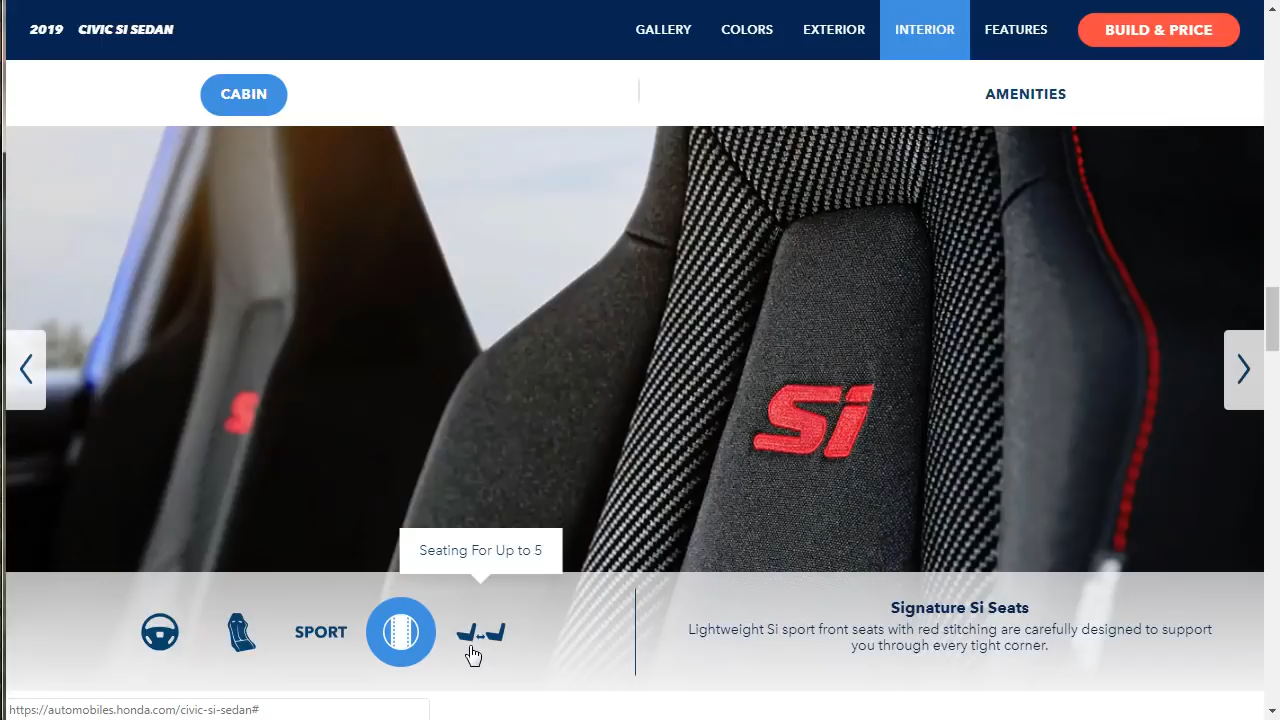 2019 CIVIC SI SEDAN
GALLERY
COLORS
EXTERIOR
INTERIOR
FEATURES
BUILD & PRICE
CABIN
AMENITIES
S
Si
Seating For Up to 5
SPORT
Signature Si Seats
Lightweight Si sport front seats with red stitching are carefully designed to support
you through every tight corner.
https://automobiles.honda.com/civic-si-sedan#